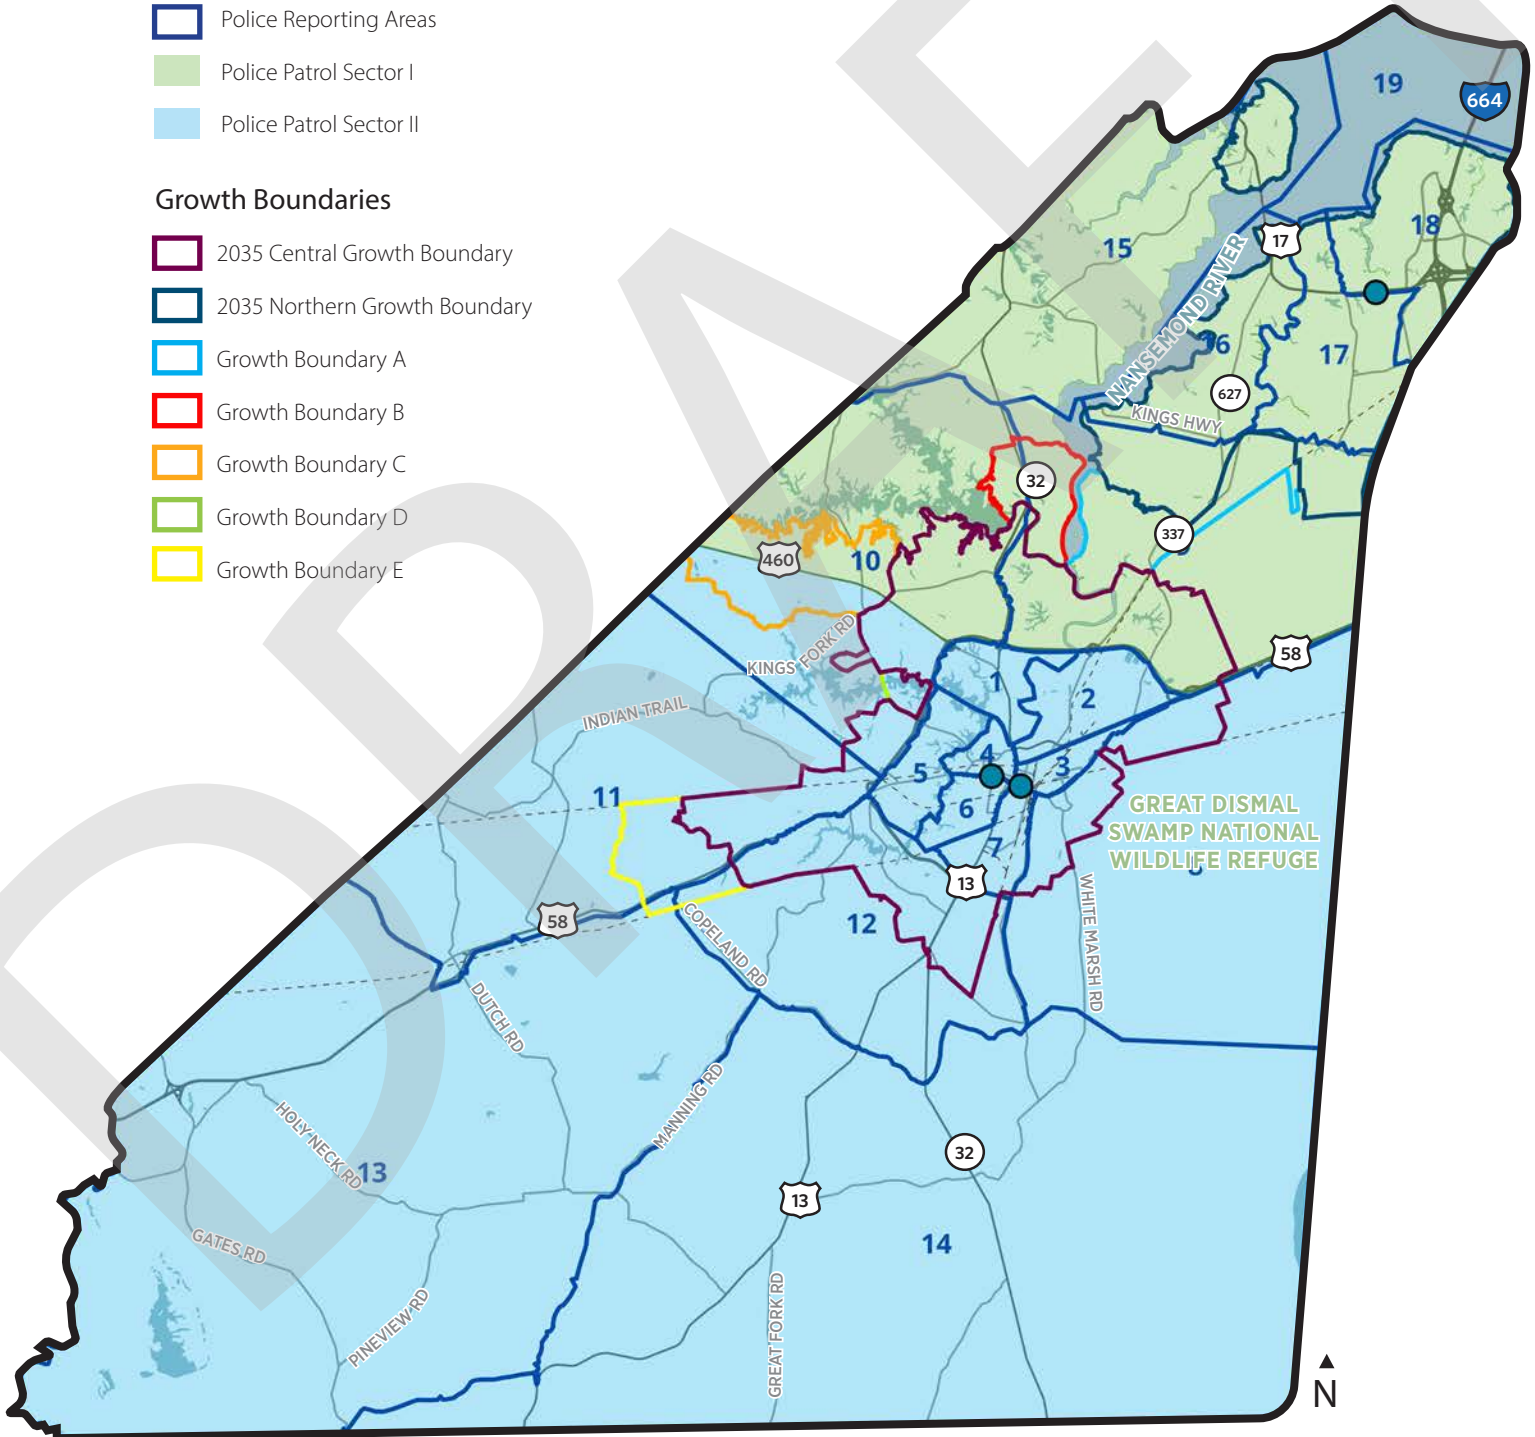 Police Reporting Areas
Police Patrol Sector I
Police Patrol Sector II
Growth Boundaries
2035 Central Growth Boundary
2035 Northern Growth Boundary
Growth Boundary A
Growth Boundary B
Growth Boundary C
Growth Boundary D
Growth Boundary E
19
664
18
15
17
NANSEMOND RIVER
16
17
627
KINGS HWY
32
337
460
10
58
KINGS FORK RD
1
2
INDIAN TRAIL
4
5
3
11
6
GREAT DISMAL
SWAMP NATIONAL
WILDLIFE REFUGE
7
13
58
12
COPELAND RD
WHITE MARSH RD
DUTCH RD
MANNING RD
HOLY NECK RD
13
32
13
GATES RD
14
PINEVIEW RD
GREAT FORK RD
N
DRAFT